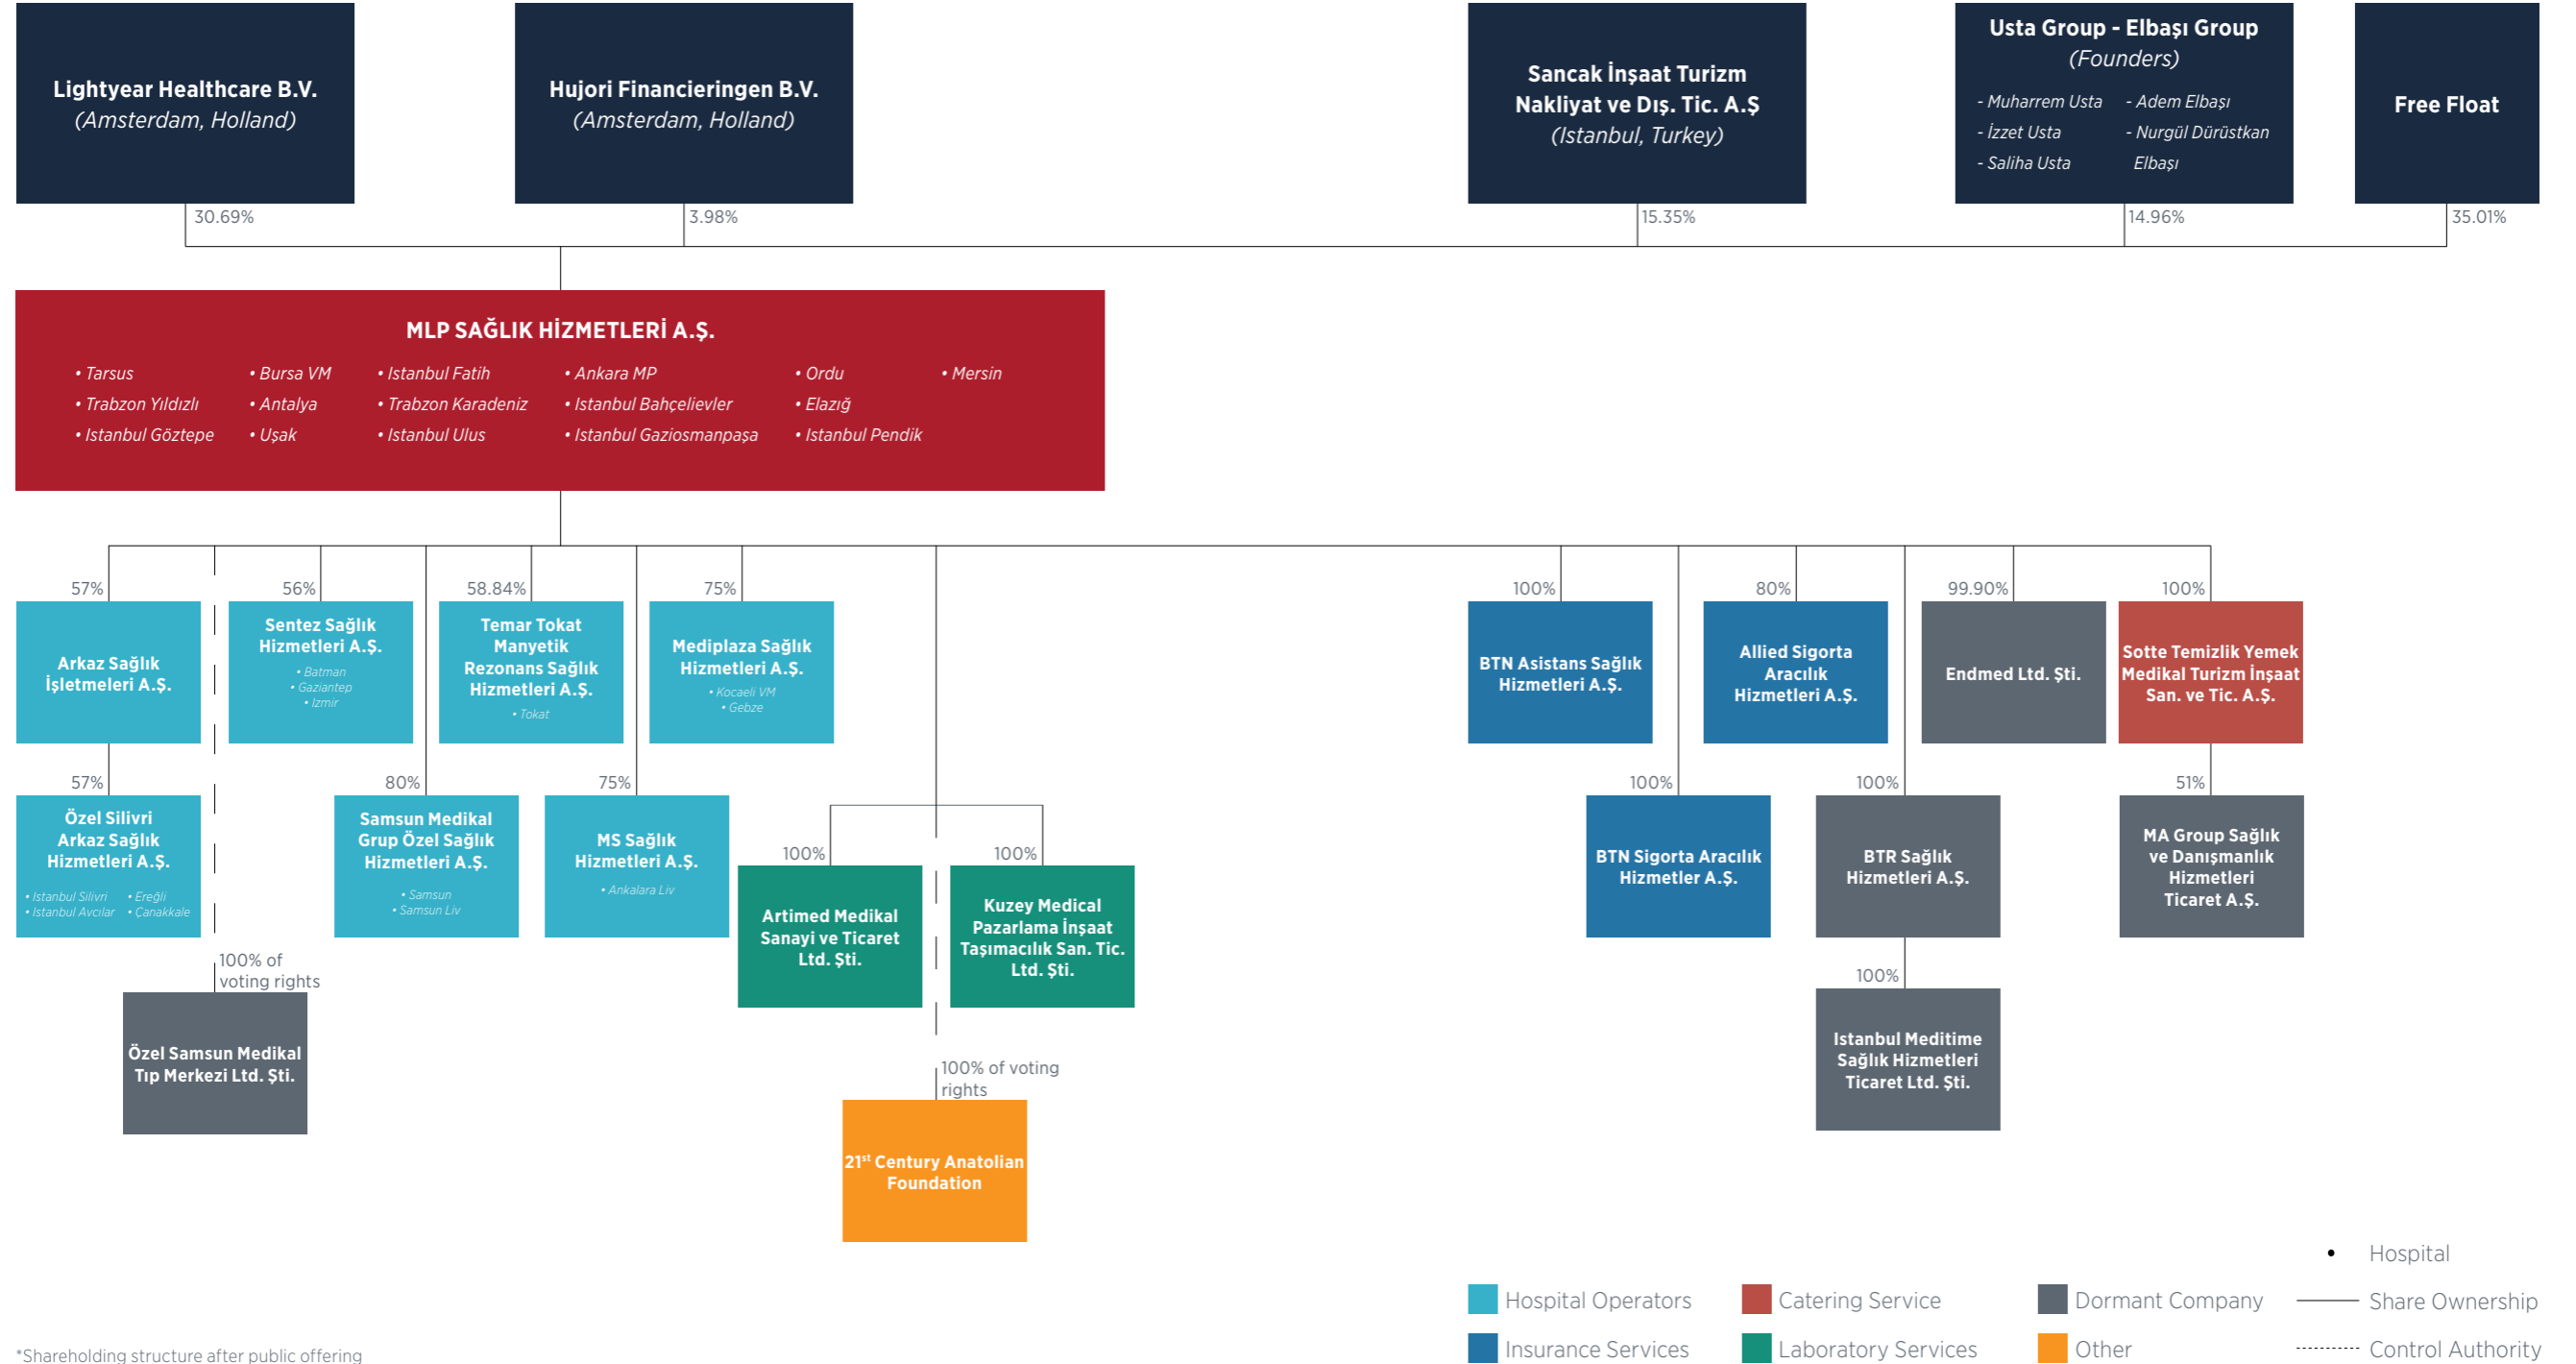 Lightyear Healthcare B.V.
(Amsterdam, Holland)
Hujori Financieringen B.V.
(Amsterdam, Holland)
Sancak İnşaat Turizm
Nakliyat ve Dış. Tic. A.Ş
(Istanbul, Turkey)
Usta Group - Elbaşı Group
(Founders)
- Muharrem Usta
- İzzet Usta
- Saliha Usta
- Adem Elbaşı
- Nurgül Dürüstkan
Elbaşı
Free Float
30.69%
3.98%
15.35%
14.96%
35.01%
MLP SAĞLIK HİZMETLERİ A.Ş.
• Tarsus
• Trabzon Yıldızlı
• Istanbul Göztepe
• Bursa VM
• Antalya
• Uşak
• Istanbul Fatih
• Trabzon Karadeniz
• Istanbul Ulus
• Ankara MP
• Istanbul Bahçelievler
• Istanbul Gaziosmanpaşa
• Ordu
• Elazığ
• Istanbul Pendik
• Mersin
57%
Arkaz Sağlık
İşletmeleri A.Ş.
56%
Sentez Sağlık
Hizmetleri A.Ş.
• Batman
• Gaziantep
• Izmir
58.84%
Temar Tokat
Manyetik
Rezonans Sağlık
Hizmetleri A.Ş.
• Tokat
75%
Mediplaza Sağlık
Hizmetleri A.Ş.
• Kocaeli VM
• Gebze
100%
BTN Asistans Sağlık
Hizmetleri A.Ş.
80%
Allied Sigorta
Aracılık
Hizmetleri A.Ş.
99.90%
Endmed Ltd. Şti.
100%
Sotte Temizlik Yemek
Medikal Turizm İnşaat
San. ve Tic. A.Ş.
57%
Özel Silivri
Arkaz Sağlık
Hizmetleri A.Ş.
• Istanbul Silivri
• Istanbul Avcılar
• Ereğli
• Çanakkale
80%
Samsun Medikal
Grup Özel Sağlık
Hizmetleri A.Ş.
• Samsun
• Samsun Liv
75%
MS Sağlık
Hizmetleri A.Ş.
• Ankalara Liv
100%
Artimed Medikal
Sanayi ve Ticaret
Ltd. Şti.
100%
Kuzey Medical
Pazarlama İnşaat
Taşımacılık San. Tic.
Ltd. Şti.
100%
BTN Sigorta Aracılık
Hizmetler A.Ş.
100%
BTR Sağlık
Hizmetleri A.Ş.
51%
MA Group Sağlık
ve Danışmanlık
Hizmetleri
Ticaret A.Ş.
100% of
voting rights
Özel Samsun Medikal
Tıp Merkezi Ltd. Şti.
100% of voting
rights
21st Century Anatolian
Foundation
100%
Istanbul Meditime
Sağlık Hizmetleri
Ticaret Ltd. Şti.
• Hospital
Hospital Operators
Catering Service
Dormant Company
Share Ownership
Insurance Services
Laboratory Services
Other
Control Authority
*Shareholding structure after public offering